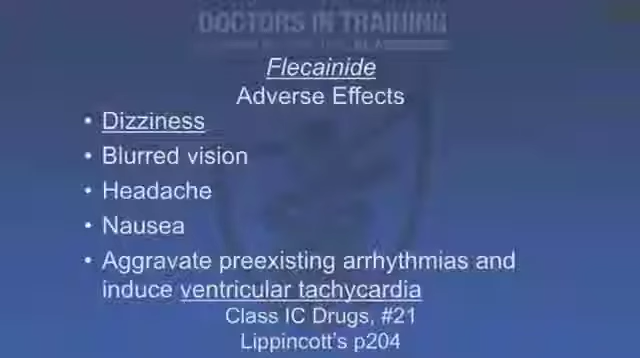 DOCTORS IN TRAINING
Flecainide
Adverse Effects
• Dizziness
• Blurred vision
• Headache
• Nausea
• Aggravate preexisting arrhythmias and
induce ventricular tachycardia
Class IC Drugs, #21
Lippincott's p204